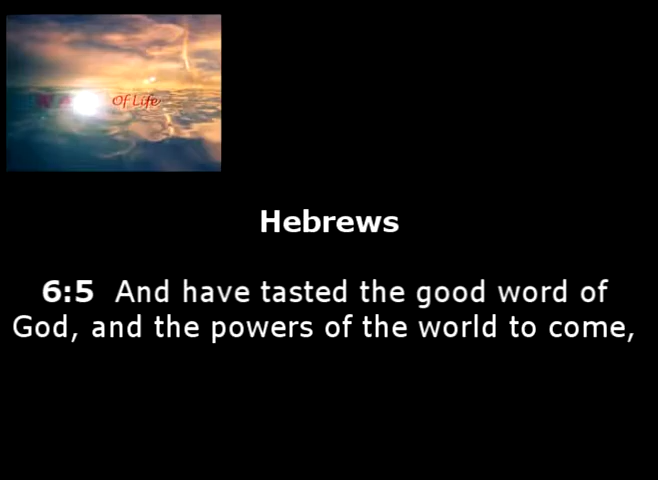 Of Life
Hebrews
6:5 And have tasted the good word of
God, and the powers of the world to come,